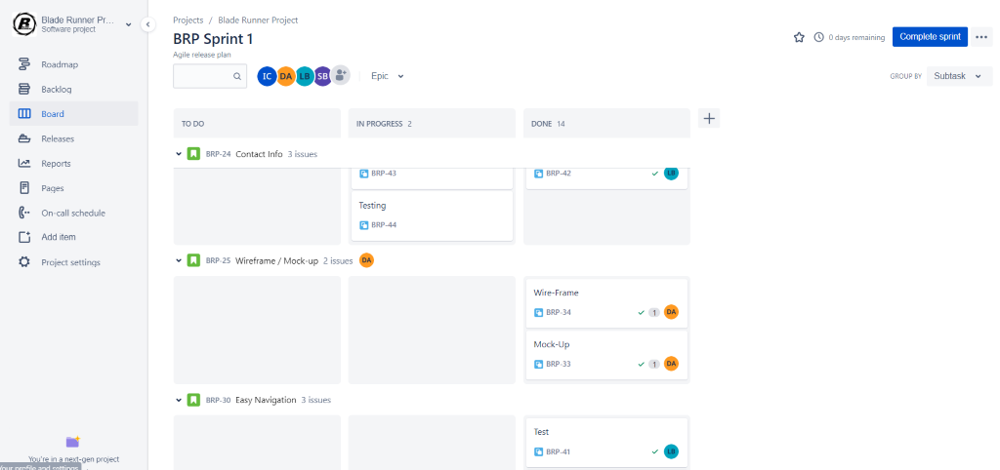 Blade Runner Pr...
Software project
Roadmap
Backlog
Board
Releases
Reports
Pages
On-call schedule
Add item
Project settings
You're in a next-gen project
Your profile and settings
Projects / Blade Runner Project
BRP Sprint 1
Agile release plan
0 days remaining
Complete sprint
IC DA LB SB
Epic
GROUP BY Subtask
TO DO
IN PROGRESS 2
DONE 14
BRP-24 Contact Info 3 issues
BRP-43
BRP-42 LB
Testing
BRP-44
BRP-25 Wireframe / Mock-up 2 issues DA
Wire-Frame
BRP-34 1 DA
Mock-Up
BRP-33 1 DA
BRP-30 Easy Navigation 3 issues
Test
BRP-41 LB